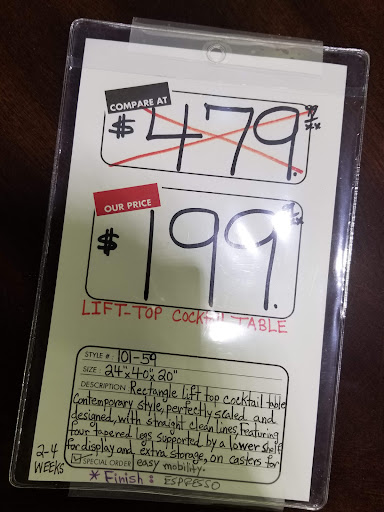 COMPARE AT
$479.99
**
OUR PRICE
$199.
LIFT-TOP COCKTAIL TABLE
STYLE # 101-59
SIZE 24"x40"x20"
DESCRIPTION Rectangle Lift top cocktail table
Contemporary style, perfectly scaled and
designed, with straight clean lines, featuring
four tapered legs supported by a lower shelf
for display and extra storage, on casters for
2-4 WEEKS
☑ SPECIAL ORDER easy mobility.
* Finish: ESPRESSO